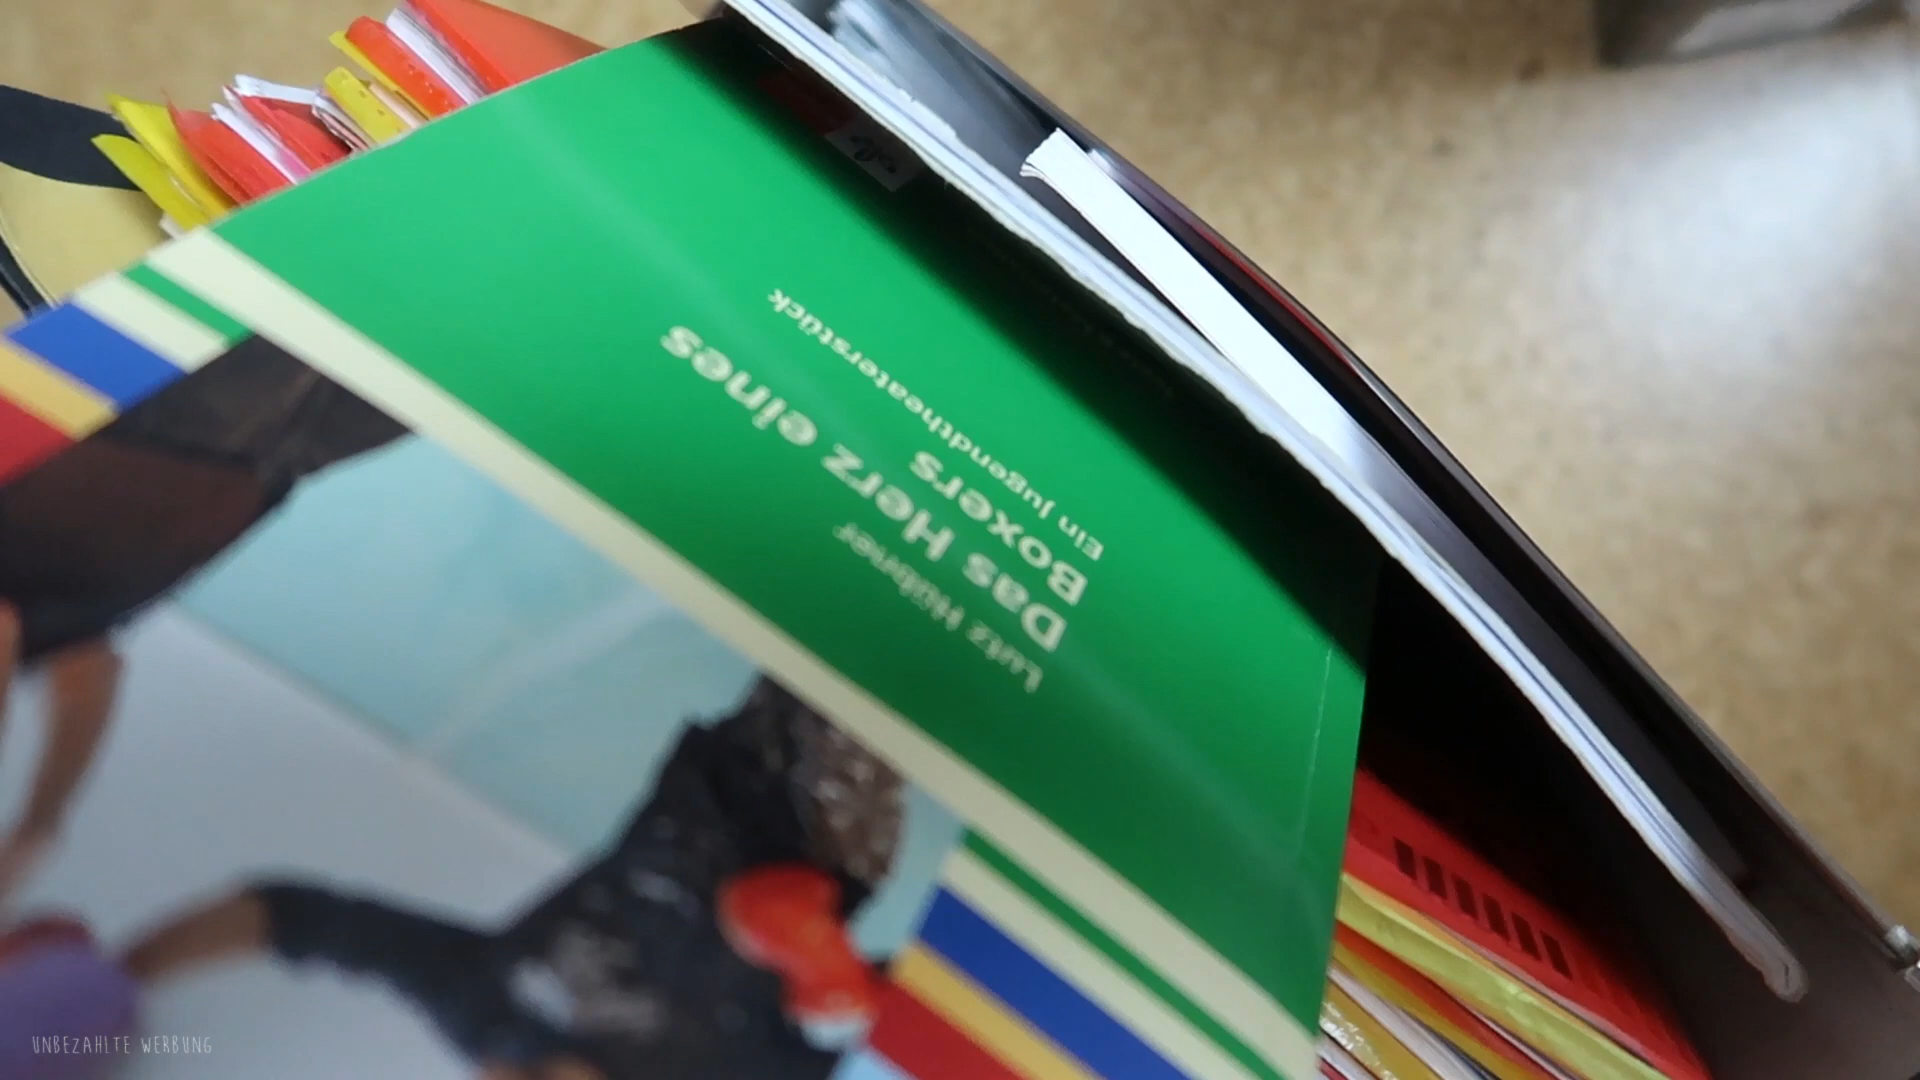 Lutz Hübner
Das Herz eines
Boxers
Ein Jugendtheaterstück
UNBEZAHLTE WERBUNG